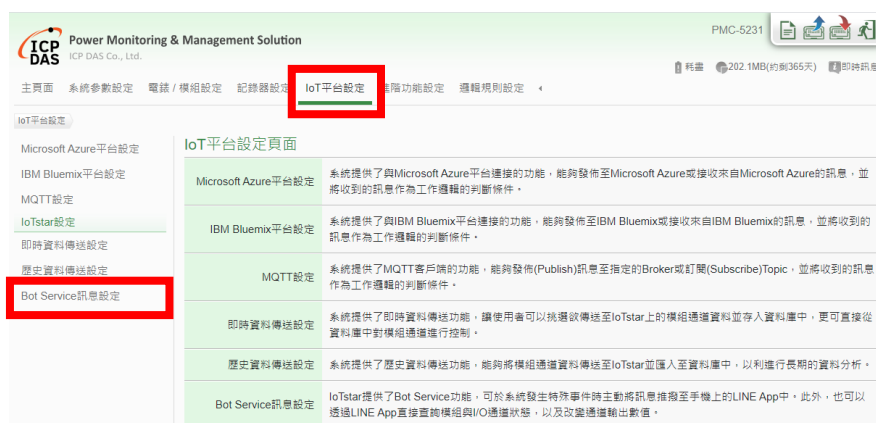 ICP DAS
Power Monitoring & Management Solution
ICP DAS Co., Ltd.
PMC-5231
耗盡 202.1MB(約剩365天) 即時訊息
主頁面 系統參數設定 電錶 / 模組設定 記錄器設定 IoT平台設定 進階功能設定 邏輯規則設定
IoT平台設定
Microsoft Azure平台設定
IBM Bluemix平台設定
MQTT設定
IoTstar設定
即時資料傳送設定
歷史資料傳送設定
Bot Service訊息設定
IoT平台設定頁面
Microsoft Azure平台設定
系統提供了與Microsoft Azure平台連接的功能，能夠發佈至Microsoft Azure或接收來自Microsoft Azure的訊息，並
將收到的訊息作為工作邏輯的判斷條件。
IBM Bluemix平台設定
系統提供了與IBM Bluemix平台連接的功能，能夠發佈至IBM Bluemix或接收來自IBM Bluemix的訊息，並將收到的
訊息作為工作邏輯的判斷條件。
MQTT設定
系統提供了MQTT客戶端的功能，能夠發佈(Publish)訊息至指定的Broker或訂閱(Subscribe)Topic，並將收到的訊息
作為工作邏輯的判斷條件。
即時資料傳送設定
系統提供了即時資料傳送功能，讓使用者可以挑選欲傳送至IoTstar上的模組通道資料並存入資料庫中，更可直接從
資料庫中對模組通道進行控制。
歷史資料傳送設定
系統提供了歷史資料傳送功能，能夠將模組通道資料傳送至IoTstar並匯入至資料庫中，以利進行長期的資料分析。
Bot Service訊息設定
IoTstar提供了Bot Service功能，可於系統發生特殊事件時主動將訊息推撥至手機上的LINE App中。此外，也可以
透過LINE App直接查詢模組與I/O通道狀態，以及改變通道輸出數值。